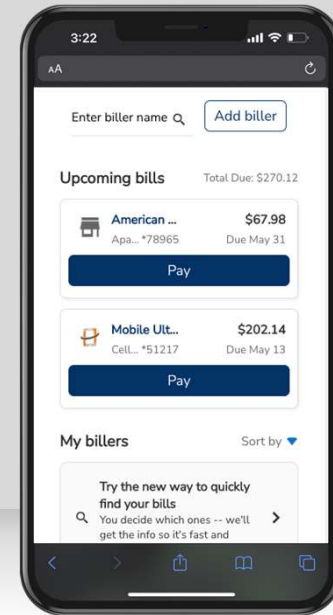 3:22
AA
Enter biller name
Add biller
Upcoming bills
Total Due: $270.12
American ...
$67.98
Apa... *78965
Due May 31
Pay
Mobile Ult...
$202.14
Cell... *51217
Due May 13
Pay
My billers
Sort by
Try the new way to quickly
find your bills
You decide which ones -- we'll
get the info so it's fast and